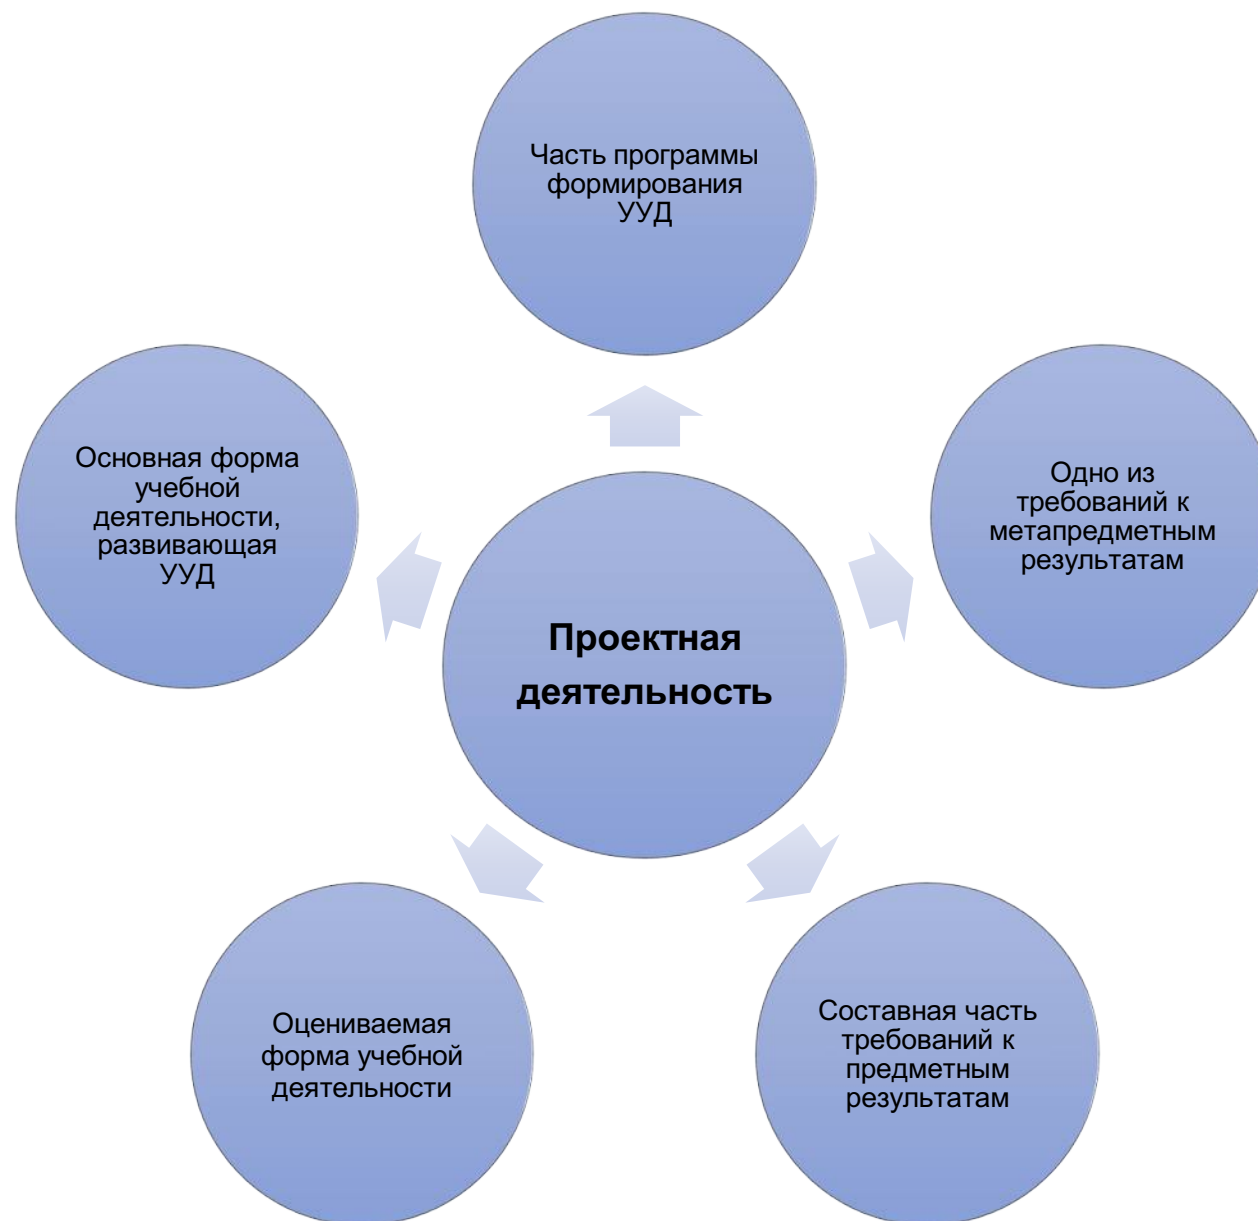 Часть программы
формирования
УУД
Основная форма
учебной
деятельности,
развивающая
УУД
Одно из
требований к
метапредметным
результатам
Проектная
деятельность
Оцениваемая
форма учебной
деятельности
Составная часть
требований к
предметным
результатам